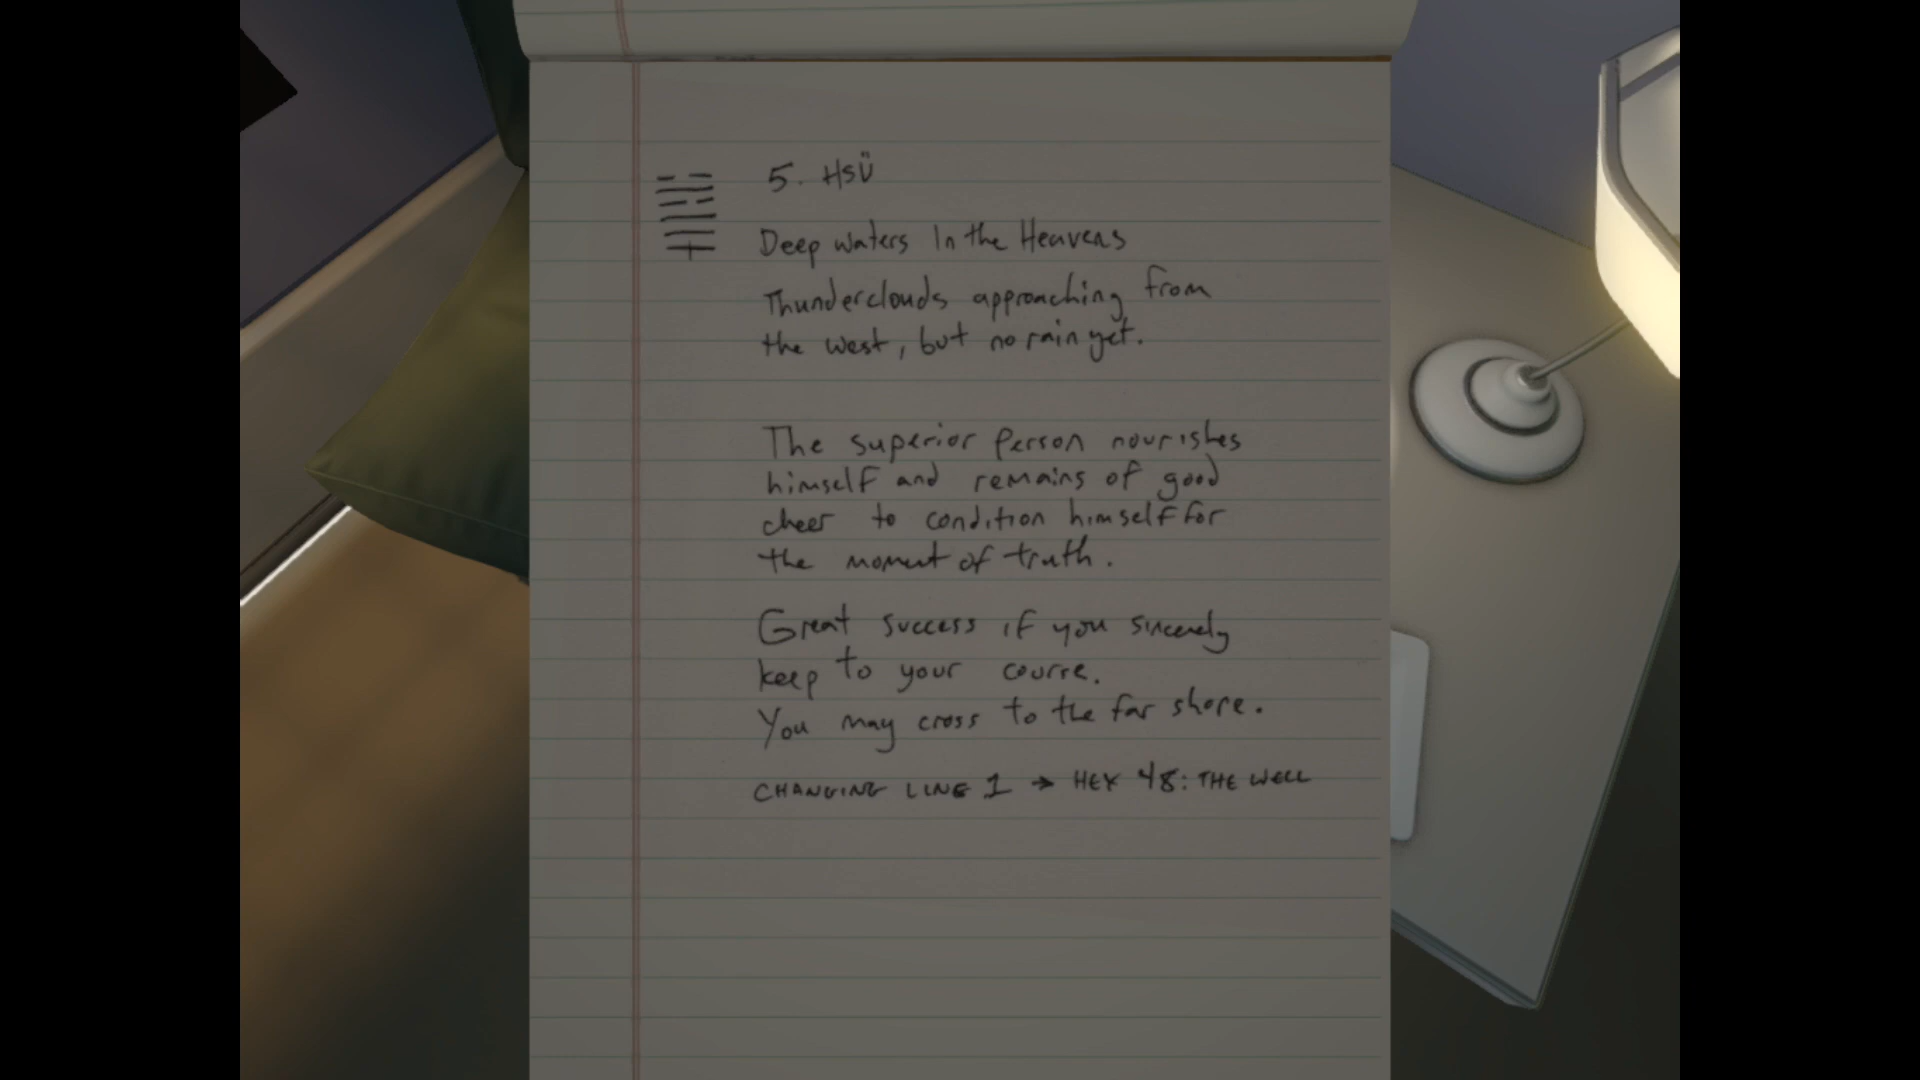 5. HSÜ
Deep waters In the Heavens
Thunderclouds approaching from
the west, but no rain yet.
The superior person nourishes
himself and remains of good
cheer to condition himself for
the moment of truth.
Great success if you sincerely
keep to your course.
You may cross to the far shore.
CHANGING LINE 1 → HEX 48: THE WELL